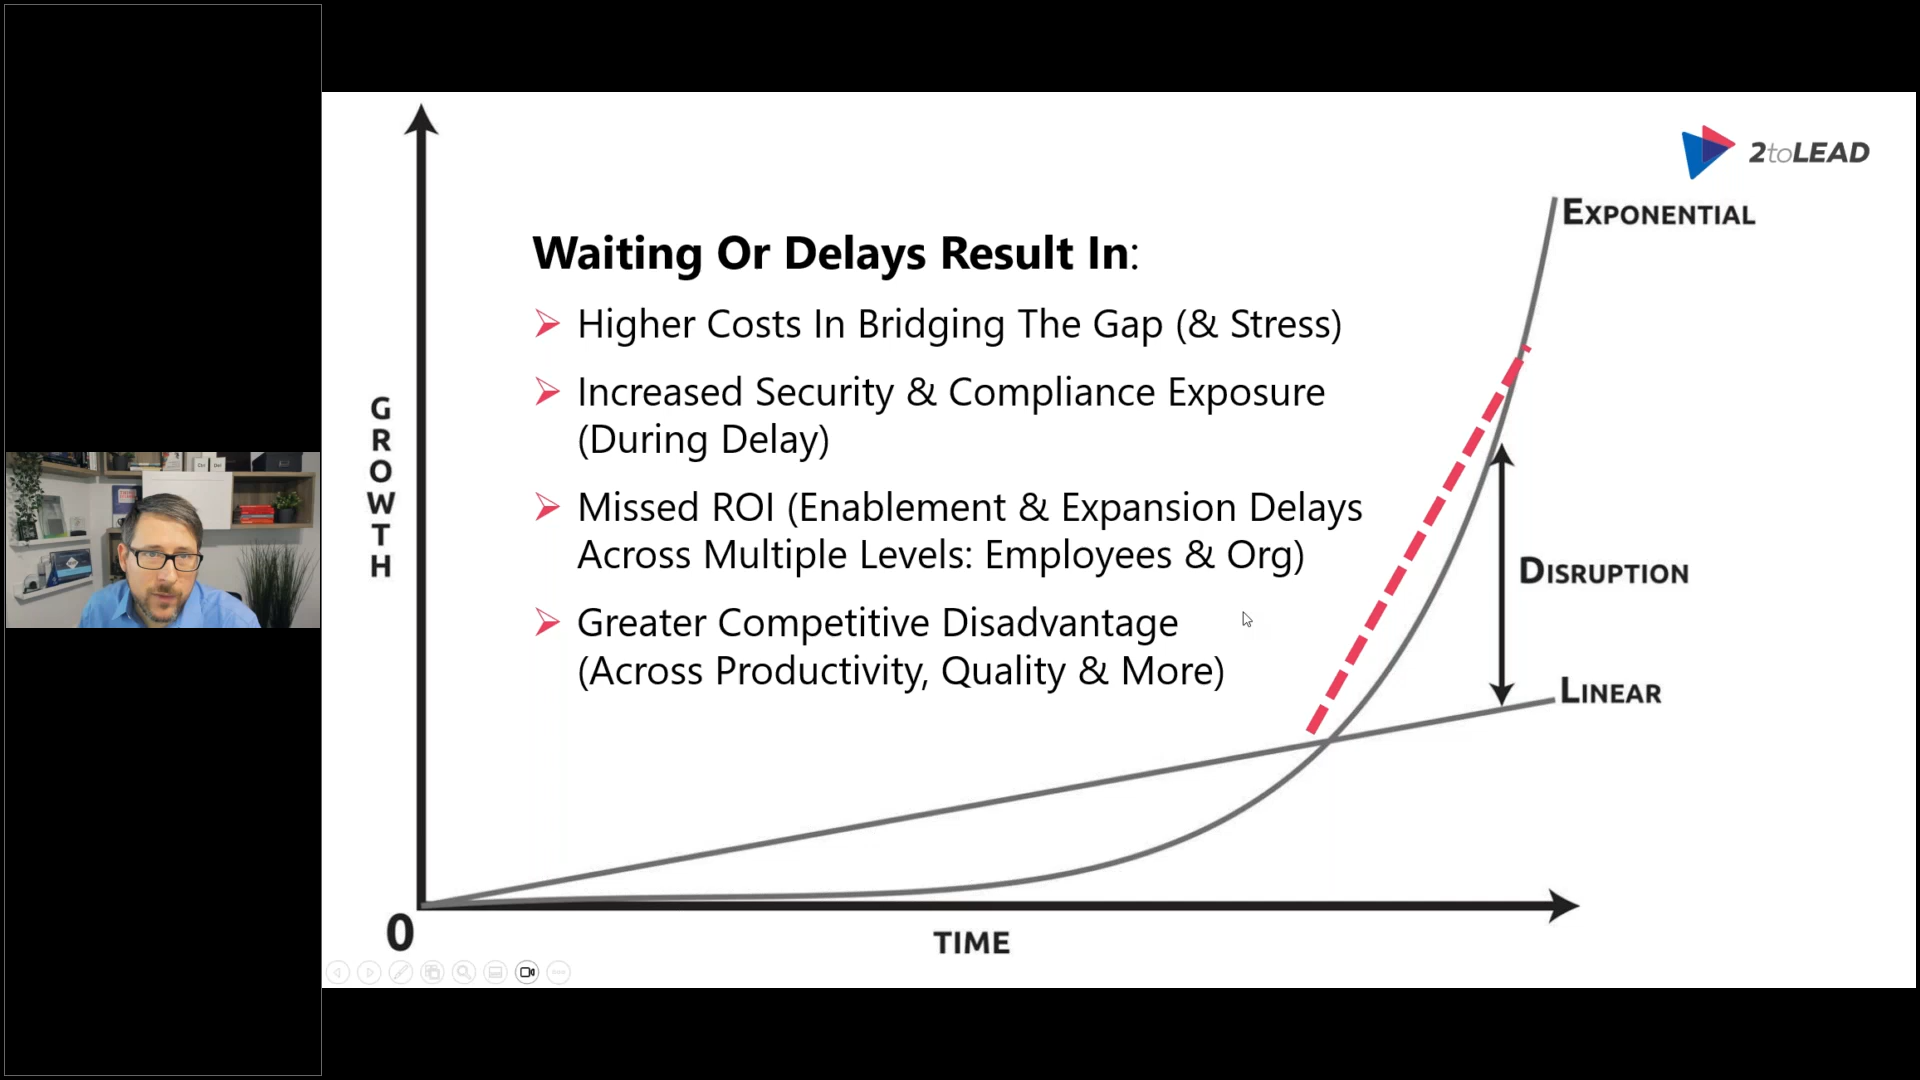 2toLEAD
EXPONENTIAL
Waiting Or Delays Result In:
Higher Costs In Bridging The Gap (& Stress)
Increased Security & Compliance Exposure
(During Delay)
Missed ROI (Enablement & Expansion Delays
Across Multiple Levels: Employees & Org)
Greater Competitive Disadvantage
(Across Productivity, Quality & More)
GROWTH
DISRUPTION
LINEAR
0
TIME